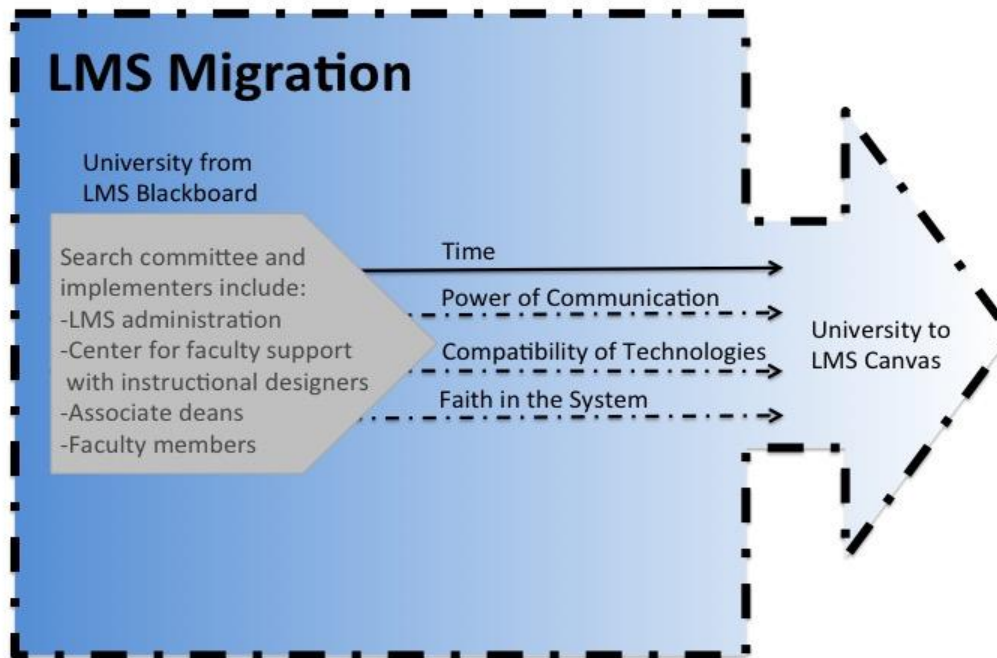 LMS Migration
University from
LMS Blackboard
Search committee and
implementers include:
-LMS administration
-Center for faculty support
with instructional designers
-Associate deans
-Faculty members
Time
Power of Communication
Compatibility of Technologies
Faith in the System
University to
LMS Canvas